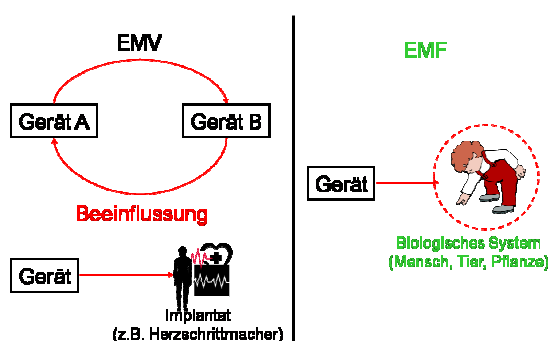 EMV
Gerät A
Gerät B
Beeinflussung
Gerät
Implantat
(z.B. Herzschrittmacher)
EMF
Gerät
Biologisches System
(Mensch, Tier, Pflanze)